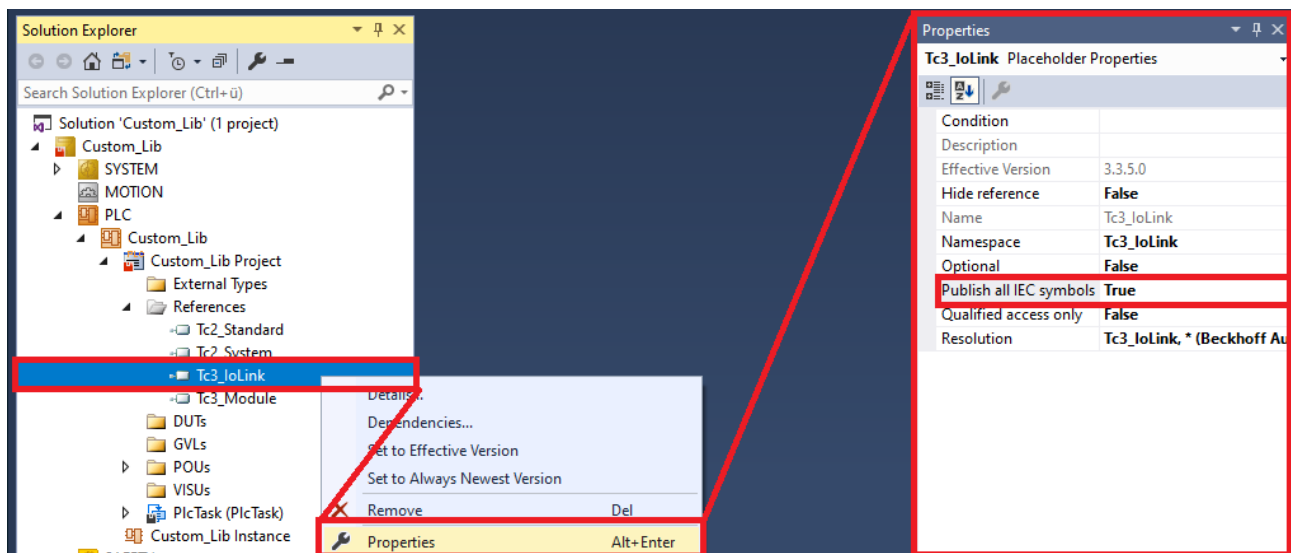 Solution Explorer
Search Solution Explorer (Ctrl+ü)
Solution 'Custom_Lib' (1 project)
Custom_Lib
SYSTEM
MOTION
PLC
Custom_Lib
Custom_Lib Project
External Types
References
Tc2_Standard
Tc2_System
Tc3_IoLink
Tc3_Module
DUTs
GVLs
POUs
VISUs
PlcTask (PlcTask)
Custom_Lib Instance
Details...
Dependencies...
Set to Effective Version
Set to Always Newest Version
Remove Del
Properties Alt+Enter
Properties
Tc3_IoLink Placeholder Properties
Condition
Description
Effective Version 3.3.5.0
Hide reference False
Name Tc3_IoLink
Namespace Tc3_IoLink
Optional False
Publish all IEC symbols True
Qualified access only False
Resolution Tc3_IoLink, * (Beckhoff Au